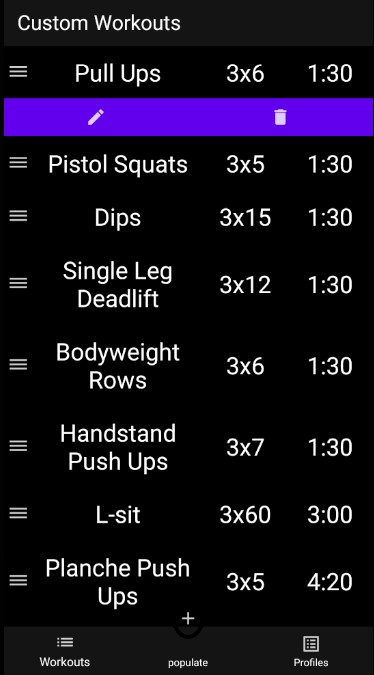 Custom Workouts
Pull Ups 3x6 1:30
Pistol Squats 3x5 1:30
Dips 3x15 1:30
Single Leg
Deadlift 3x12 1:30
Bodyweight
Rows 3x6 1:30
Handstand
Push Ups 3x7 1:30
L-sit 3x60 3:00
Planche Push
Ups 3x5 4:20
+
Workouts populate Profiles